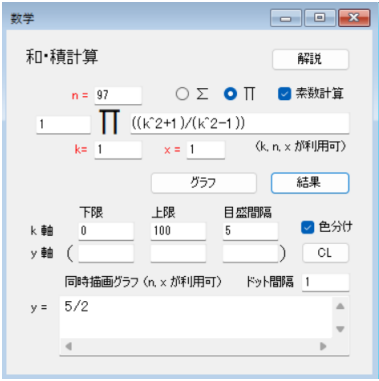 数学
和・積計算
解説
n = 97 Σ ∏ 素数計算
1 ∏ ((k^2+1)/(k^2-1))
k= 1 x = 1 (k, n, x が利用可)
グラフ 結果
下限 上限 目盛間隔
k 軸 0 100 5 色分け
y 軸 ( ) CL
同時描画グラフ (n, x が利用可) ドット間隔 1
y = 5/2